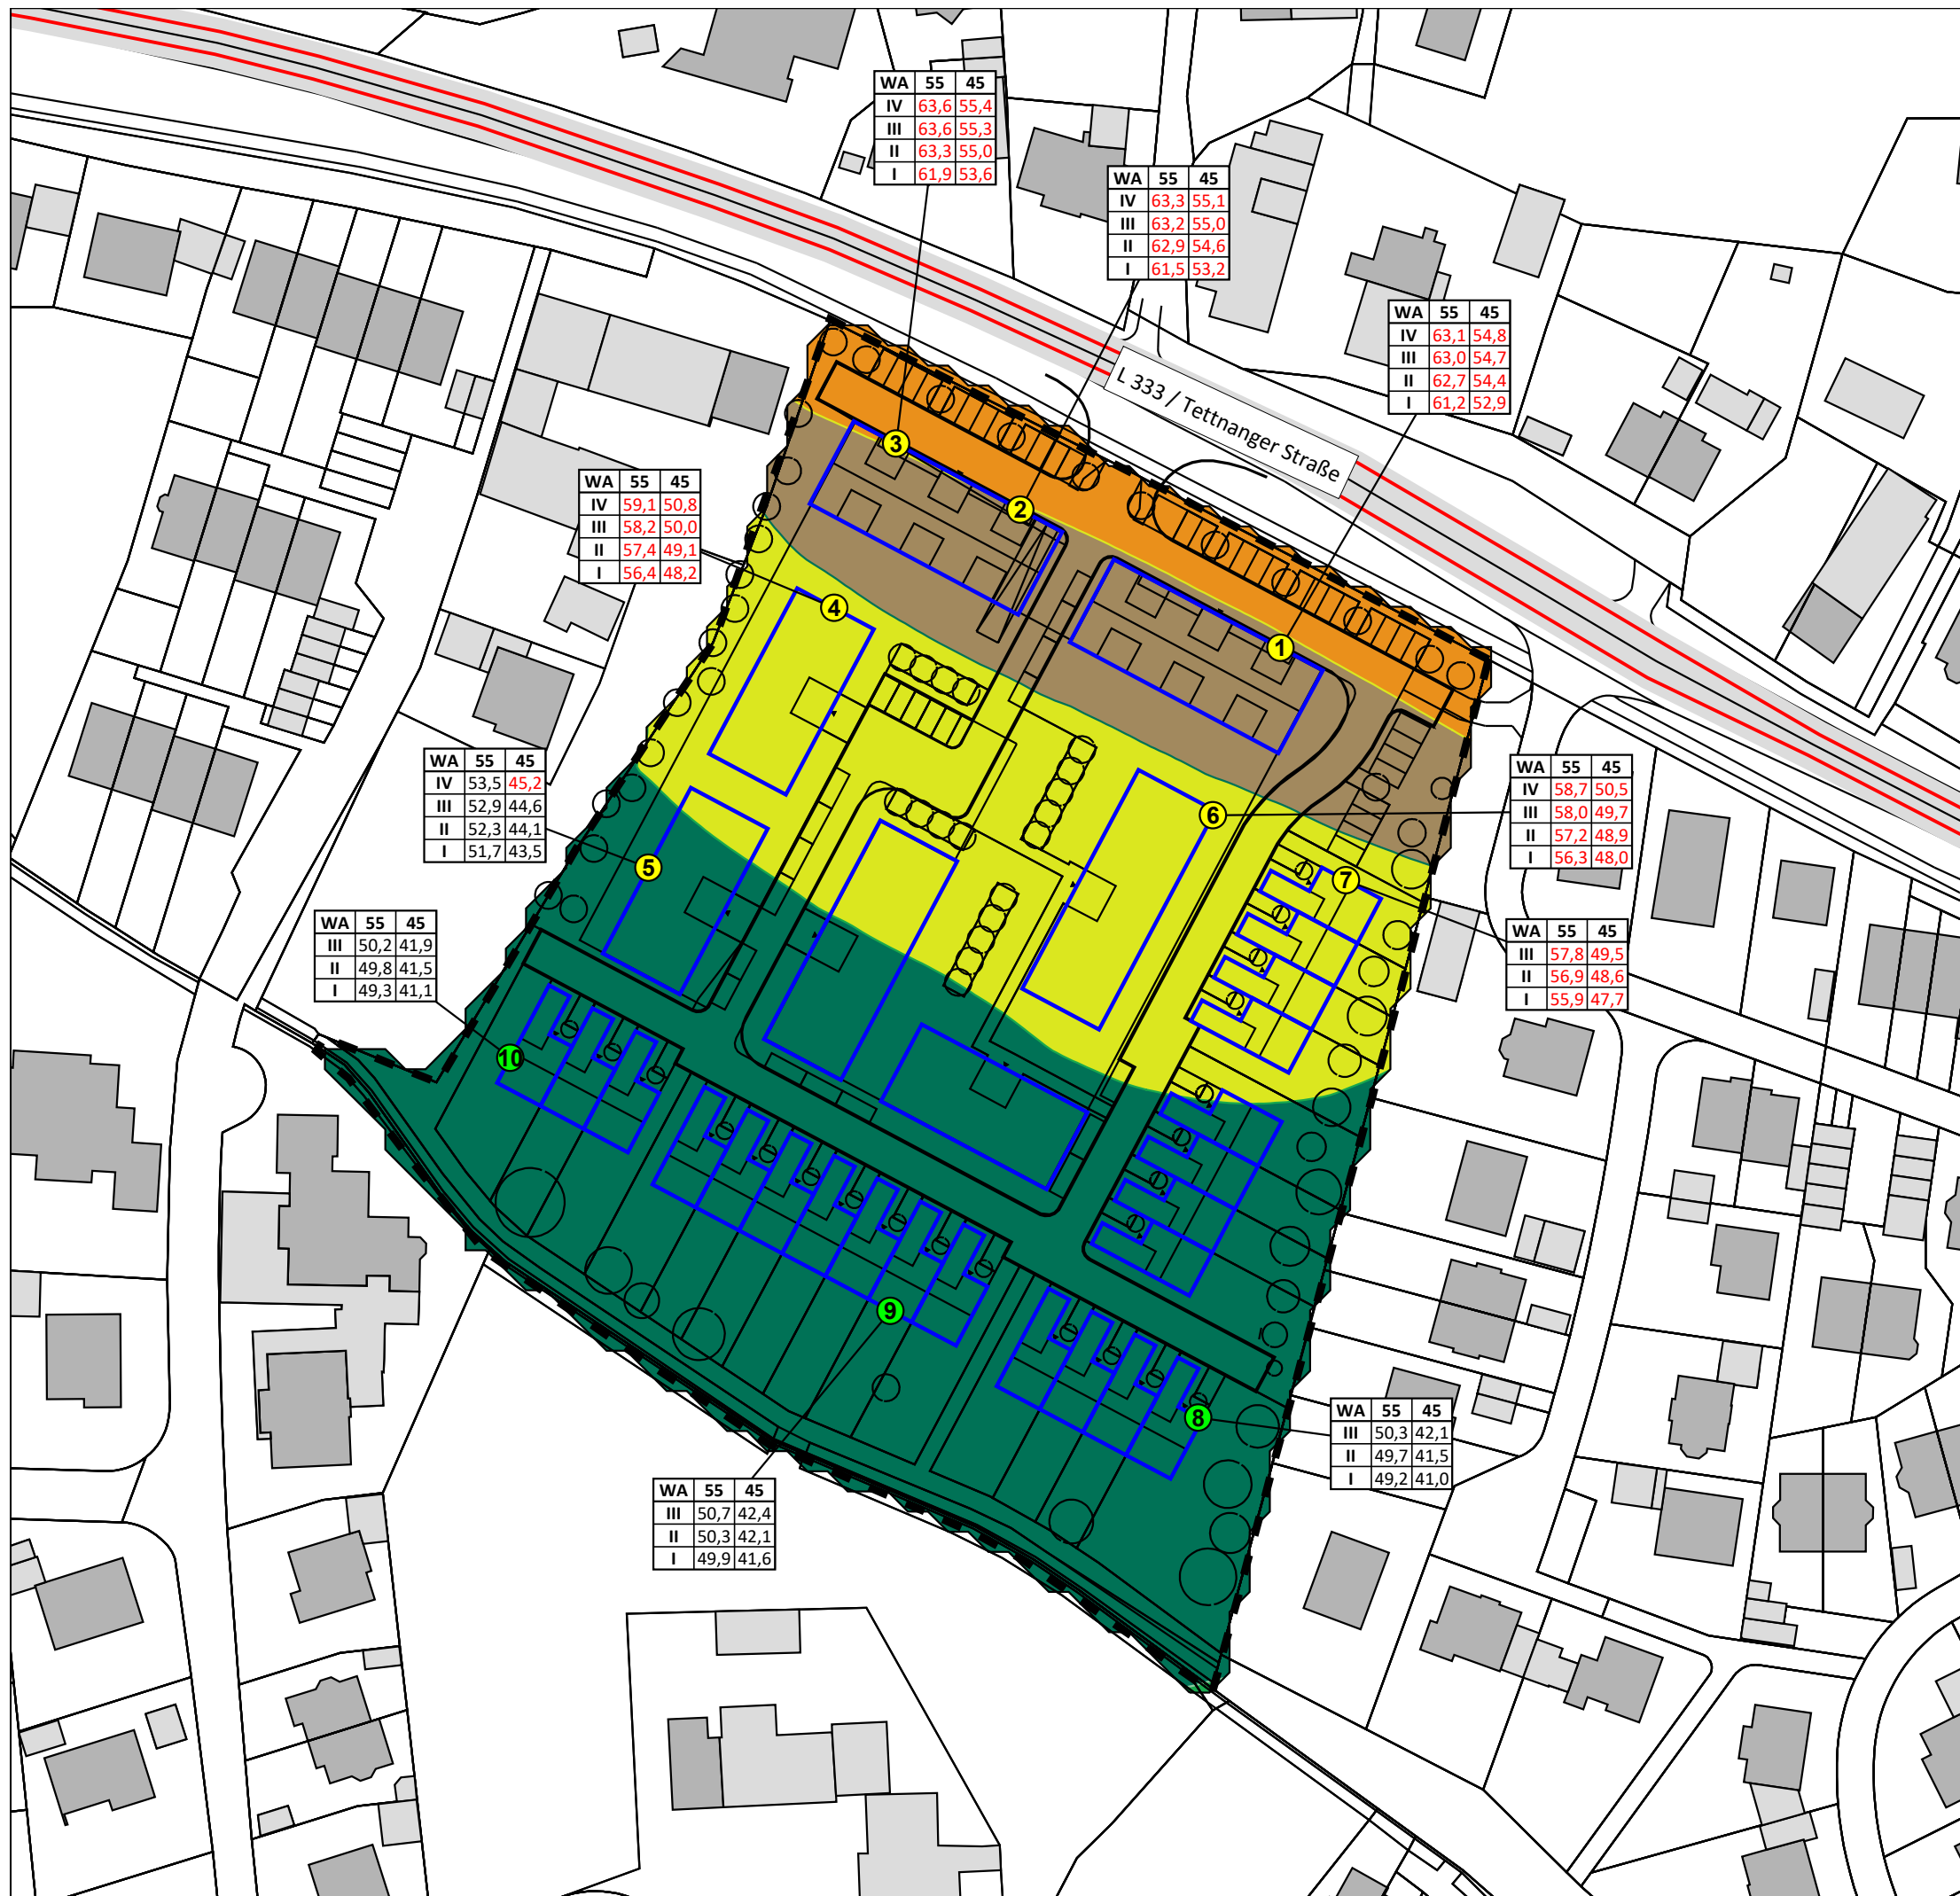 WA 55 45
IV 63,6 55,4
III 63,6 55,3
II 63,3 55,0
I 61,9 53,6
WA 55 45
IV 63,3 55,1
III 63,2 55,0
II 62,9 54,6
I 61,5 53,2
WA 55 45
IV 63,1 54,8
III 63,0 54,7
II 62,7 54,4
I 61,2 52,9
L 333 / Tettnanger Straße
3
2
WA 55 45
IV 59,1 50,8
III 58,2 50,0
II 57,4 49,1
I 56,4 48,2
4
1
WA 55 45
IV 53,5 45,2
III 52,9 44,6
II 52,3 44,1
I 51,7 43,5
5
6
WA 55 45
IV 58,7 50,5
III 58,0 49,7
II 57,2 48,9
I 56,3 48,0
7
WA 55 45
III 50,2 41,9
II 49,8 41,5
I 49,3 41,1
WA 55 45
III 57,8 49,5
II 56,9 48,6
I 55,9 47,7
10
9
8
WA 55 45
III 50,3 42,1
II 49,7 41,5
I 49,2 41,0
WA 55 45
III 50,7 42,4
II 50,3 42,1
I 49,9 41,6